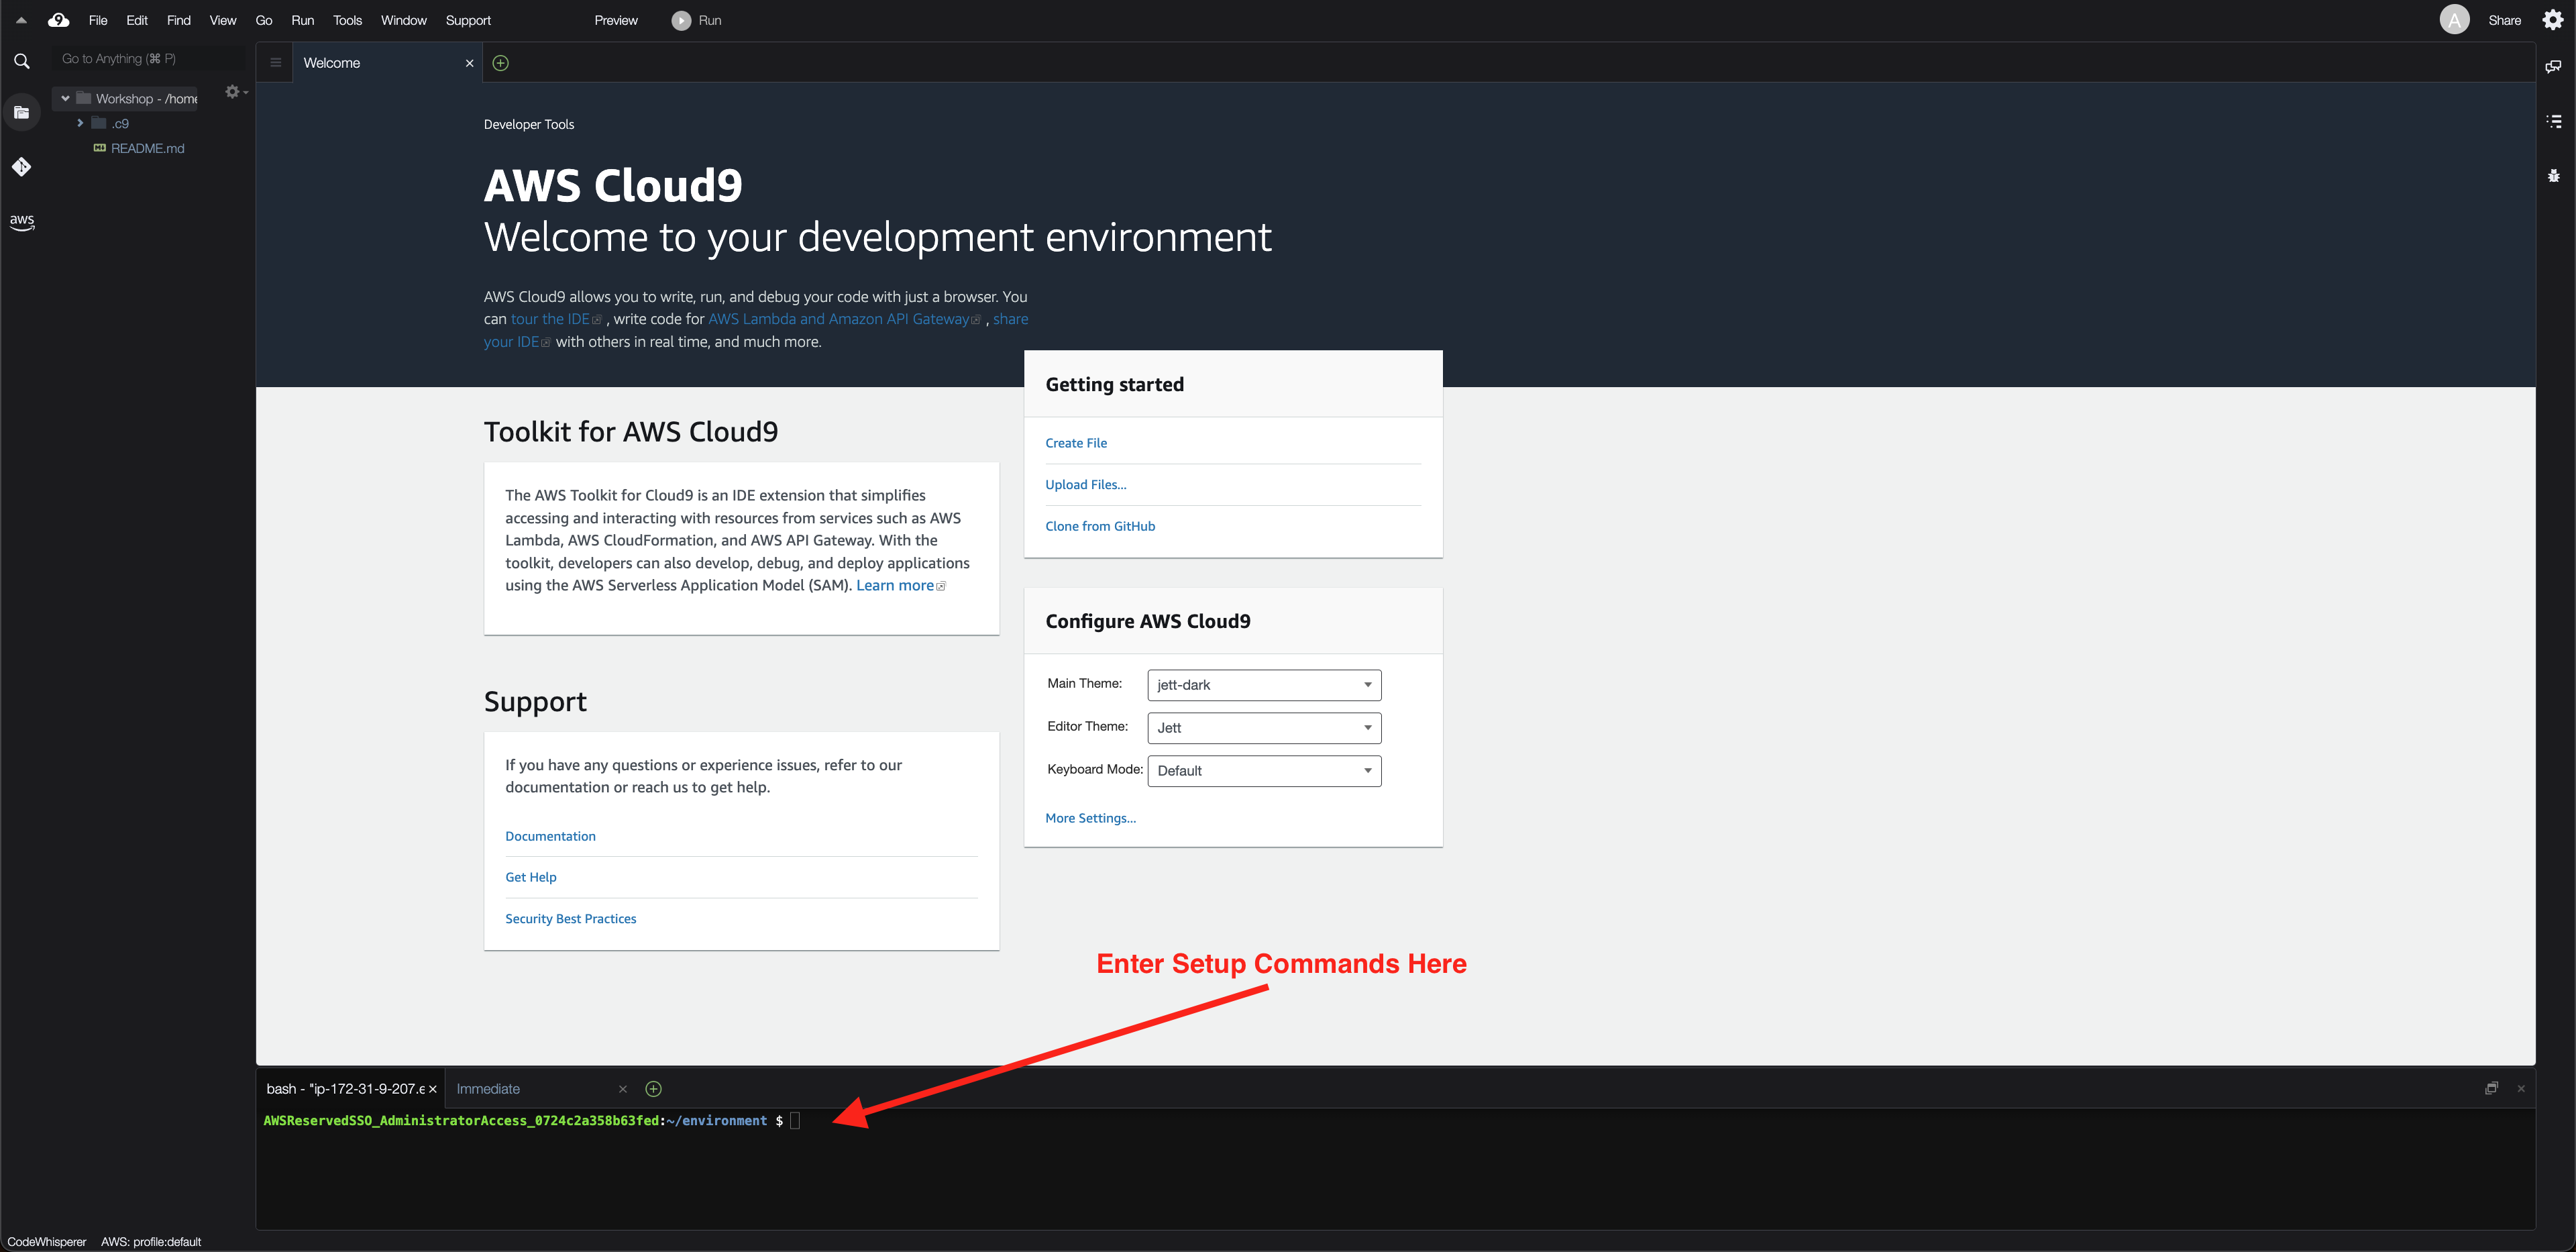 File Edit Find View Go Run Tools Window Support Preview Run A Share
Go to Anything (⌘ P)
Workshop - /home
.c9
README.md
aws
Welcome
Developer Tools
AWS Cloud9
Welcome to your development environment
AWS Cloud9 allows you to write, run, and debug your code with just a browser. You
can tour the IDE , write code for AWS Lambda and Amazon API Gateway , share
your IDE with others in real time, and much more.
Toolkit for AWS Cloud9
The AWS Toolkit for Cloud9 is an IDE extension that simplifies
accessing and interacting with resources from services such as AWS
Lambda, AWS CloudFormation, and AWS API Gateway. With the
toolkit, developers can also develop, debug, and deploy applications
using the AWS Serverless Application Model (SAM). Learn more
Support
If you have any questions or experience issues, refer to our
documentation or reach us to get help.
Documentation
Get Help
Security Best Practices
Getting started
Create File
Upload Files...
Clone from GitHub
Configure AWS Cloud9
Main Theme: jett-dark
Editor Theme: Jett
Keyboard Mode: Default
More Settings...
Enter Setup Commands Here
bash - "ip-172-31-9-207.e Immediate
AWSReservedSSO_AdministratorAccess_0724c2a358b63fed:~/environment $
CodeWhisperer AWS: profile:default